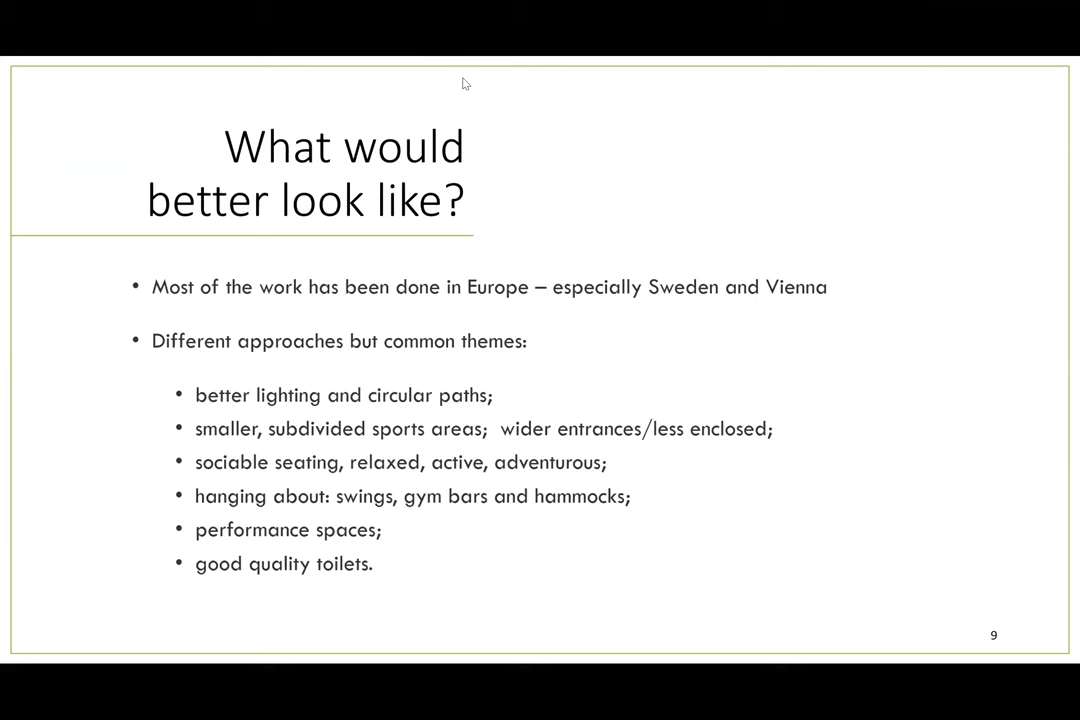 What would
better look like?
• Most of the work has been done in Europe – especially Sweden and Vienna
• Different approaches but common themes:
• better lighting and circular paths;
• smaller, subdivided sports areas;  wider entrances/less enclosed;
• sociable seating, relaxed, active, adventurous;
• hanging about: swings, gym bars and hammocks;
• performance spaces;
• good quality toilets.
9